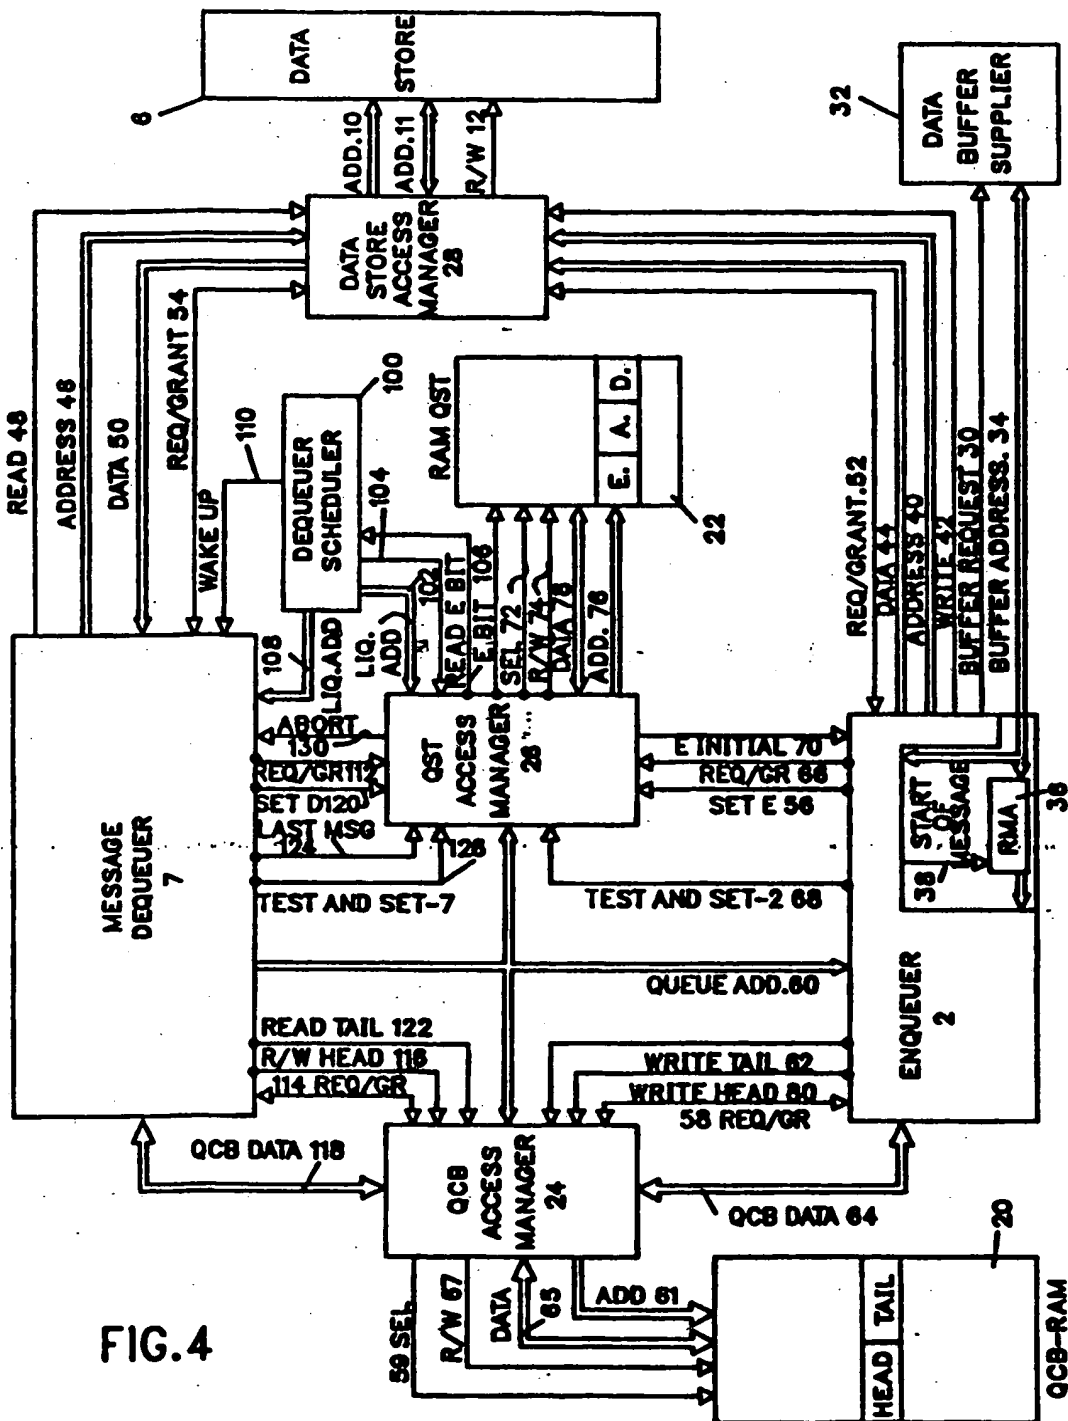 6
DATA
STORE
ADD.10
ADD.11
R/W 12
32
DATA
BUFFER
SUPPLIER
READ 48
ADDRESS 46
DATA 50
REQ/GRANT 54
WAKE UP
110
DATA
STORE
ACCESS
MANAGER
28
100
DEQUEUER
SCHEDULER
104
RAM QST
E. A. D.
22
108
LIQ.ADD
LIQ.
ADD
102
READ E BIT
E BIT 106
SEL 72
R/W 74
DATA 78
ADD. 76
REQ/GRANT.52
DATA 44
ADDRESS 40
WRITE 42
BUFFER REQUEST 30
BUFFER ADDRESS. 34
MESSAGE
DEQUEUER
7
ABORT
130
REQ/GR112
SET D120
LAST MSG
124
126
TEST AND SET-7
QST
ACCESS
MANAGER
26
E INITIAL 70
REQ/GR 66
SET E 56
TEST AND SET-2 68
START
OF
MESSAGE
38
RMA
36
QUEUE ADD.60
ENQUEUER
2
READ TAIL 122
R/W HEAD 116
114 REQ/GR
WRITE TAIL 62
WRITE HEAD 80
58 REQ/GR
QCB DATA 118
QCB
ACCESS
MANAGER
24
QCB DATA 64
20
59 SEL
R/W 67
DATA
65
ADD 61
HEAD TAIL
QCB-RAM
FIG.4